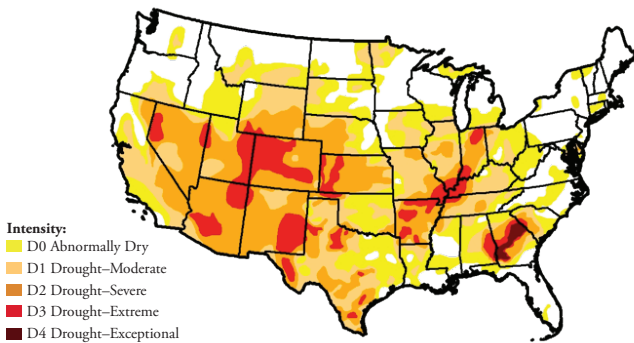 Intensity:
D0 Abnormally Dry
D1 Drought–Moderate
D2 Drought–Severe
D3 Drought–Extreme
D4 Drought–Exceptional